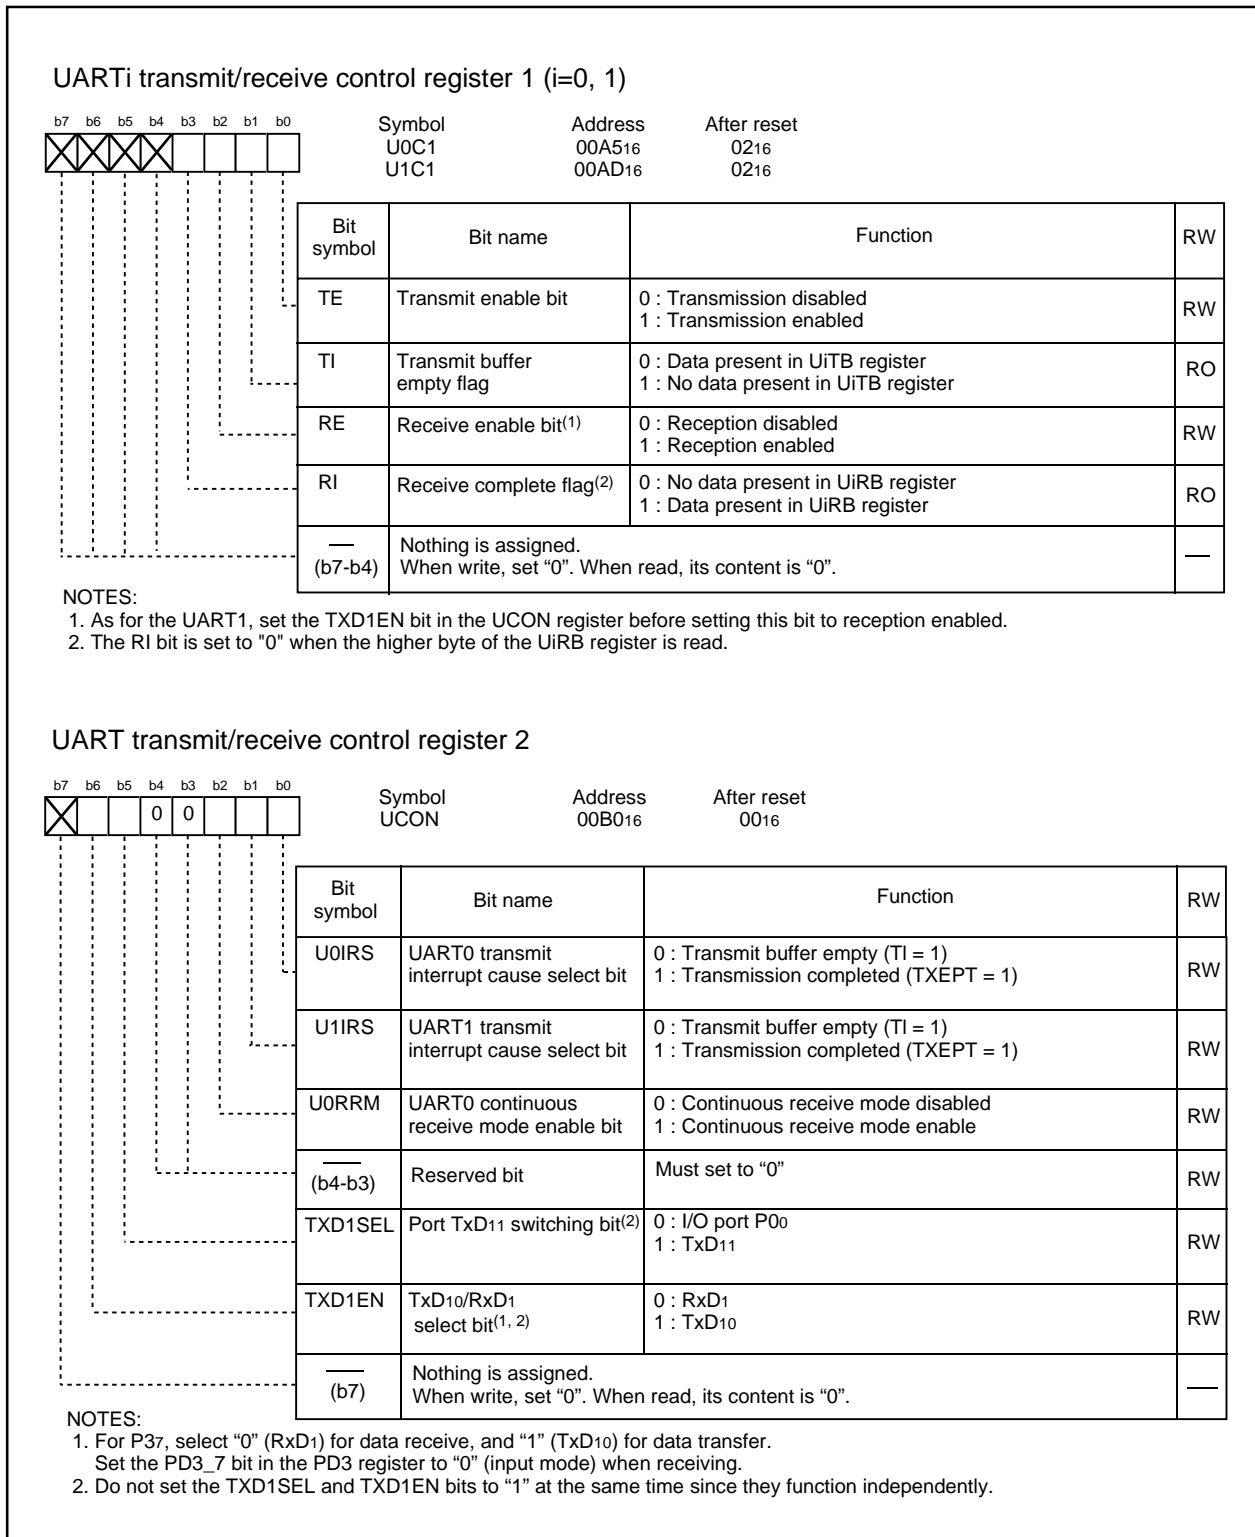 UARTi transmit/receive control register 1 (i=0, 1)
b7 b6 b5 b4 b3 b2 b1 b0
Symbol Address After reset
U0C1 00A516 0216
U1C1 00AD16 0216
Bit symbol Bit name Function RW
TE Transmit enable bit 0 : Transmission disabled
1 : Transmission enabled RW
TI Transmit buffer empty flag 0 : Data present in UiTB register
1 : No data present in UiTB register RO
RE Receive enable bit(1) 0 : Reception disabled
1 : Reception enabled RW
RI Receive complete flag(2) 0 : No data present in UiRB register
1 : Data present in UiRB register RO
— (b7-b4) Nothing is assigned.
When write, set “0”. When read, its content is “0”. —
NOTES:
1. As for the UART1, set the TXD1EN bit in the UCON register before setting this bit to reception enabled.
2. The RI bit is set to "0" when the higher byte of the UiRB register is read.
UART transmit/receive control register 2
b7 b6 b5 b4 b3 b2 b1 b0
0 0
Symbol Address After reset
UCON 00B016 0016
Bit symbol Bit name Function RW
U0IRS UART0 transmit interrupt cause select bit 0 : Transmit buffer empty (TI = 1)
1 : Transmission completed (TXEPT = 1) RW
U1IRS UART1 transmit interrupt cause select bit 0 : Transmit buffer empty (TI = 1)
1 : Transmission completed (TXEPT = 1) RW
U0RRM UART0 continuous receive mode enable bit 0 : Continuous receive mode disabled
1 : Continuous receive mode enable RW
— (b4-b3) Reserved bit Must set to “0” RW
TXD1SEL Port TxD11 switching bit(2) 0 : I/O port P00
1 : TxD11 RW
TXD1EN TxD10/RxD1 select bit(1, 2) 0 : RxD1
1 : TxD10 RW
— (b7) Nothing is assigned.
When write, set “0”. When read, its content is “0”. —
NOTES:
1. For P37, select “0” (RxD1) for data receive, and “1” (TxD10) for data transfer.
Set the PD3_7 bit in the PD3 register to “0” (input mode) when receiving.
2. Do not set the TXD1SEL and TXD1EN bits to “1” at the same time since they function independently.